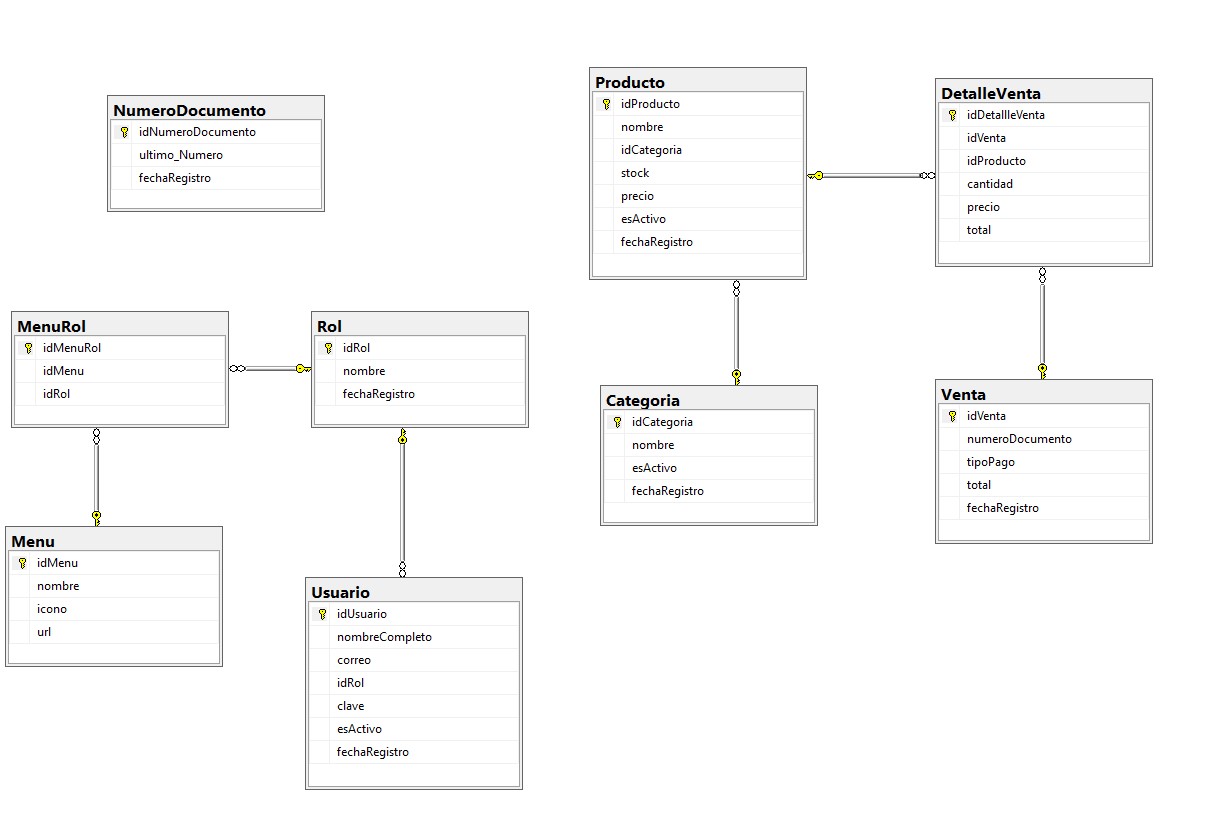 NumeroDocumento
idNumeroDocumento
ultimo_Numero
fechaRegistro
Producto
idProducto
nombre
idCategoria
stock
precio
esActivo
fechaRegistro
DetalleVenta
idDetallleVenta
idVenta
idProducto
cantidad
precio
total
MenuRol
idMenuRol
idMenu
idRol
Rol
idRol
nombre
fechaRegistro
Categoria
idCategoria
nombre
esActivo
fechaRegistro
Venta
idVenta
numeroDocumento
tipoPago
total
fechaRegistro
Menu
idMenu
nombre
icono
url
Usuario
idUsuario
nombreCompleto
correo
idRol
clave
esActivo
fechaRegistro